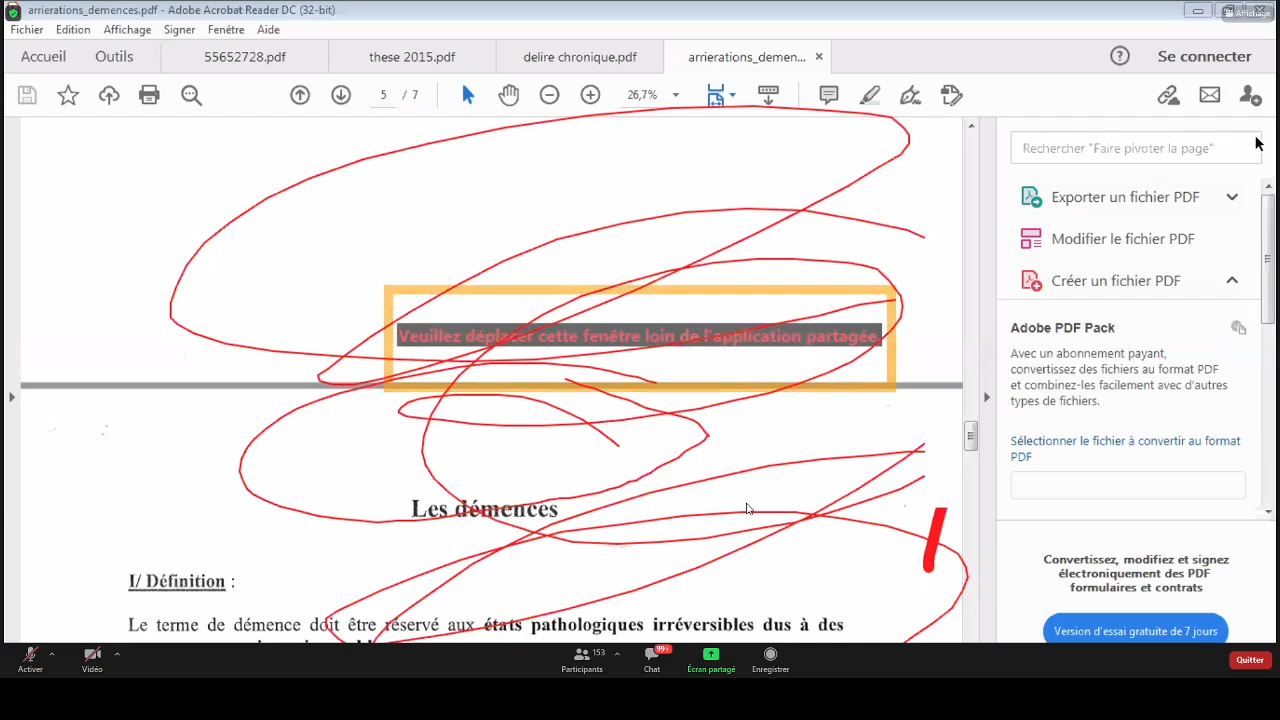 arrierations_demences.pdf - Adobe Acrobat Reader DC (32-bit)
Affichage
Fichier Edition Affichage Signer Fenêtre Aide
Accueil Outils 55652728.pdf these 2015.pdf delire chronique.pdf arrierations_demen... × ? Se connecter
5 / 7 26,7%
Rechercher "Faire pivoter la page"
Exporter un fichier PDF
Modifier le fichier PDF
Créer un fichier PDF
Adobe PDF Pack
Avec un abonnement payant,
convertissez des fichiers au format PDF
et combinez-les facilement avec d'autres
types de fichiers.
Sélectionner le fichier à convertir au format
PDF
Convertissez, modifiez et signez
électroniquement des PDF
formulaires et contrats
Version d'essai gratuite de 7 jours
Veuillez déplacer cette fenêtre loin de l'application partagée.
Les démences
I/ Définition :
Le terme de démence doit être réservé aux états pathologiques irréversibles dus à des
Activer Vidéo Participants 153 Chat 99+ Écran partagé Enregistrer Quitter